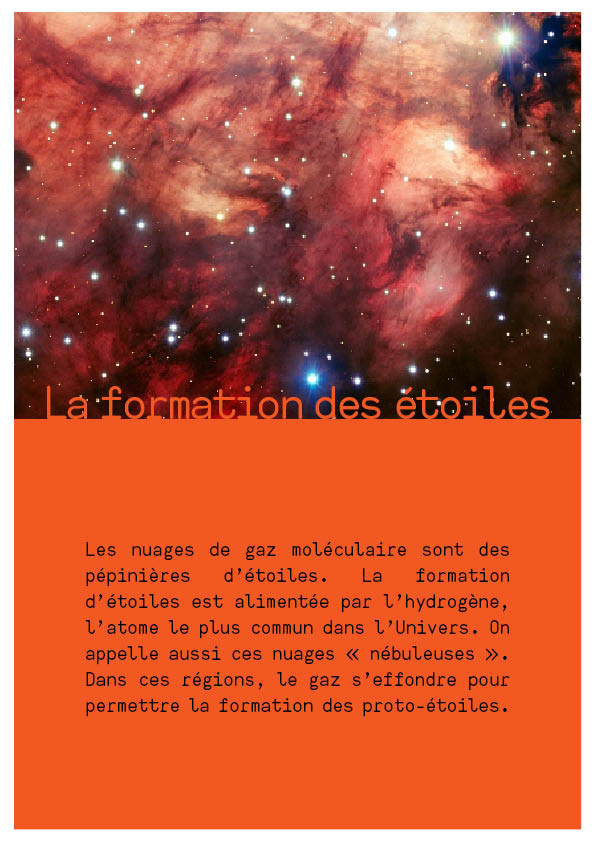 La formation des étoiles
Les nuages de gaz moléculaire sont des
pépinières d’étoiles. La formation
d’étoiles est alimentée par l’hydrogène,
l’atome le plus commun dans l’Univers. On
appelle aussi ces nuages « nébuleuses ».
Dans ces régions, le gaz s’effondre pour
permettre la formation des proto-étoiles.